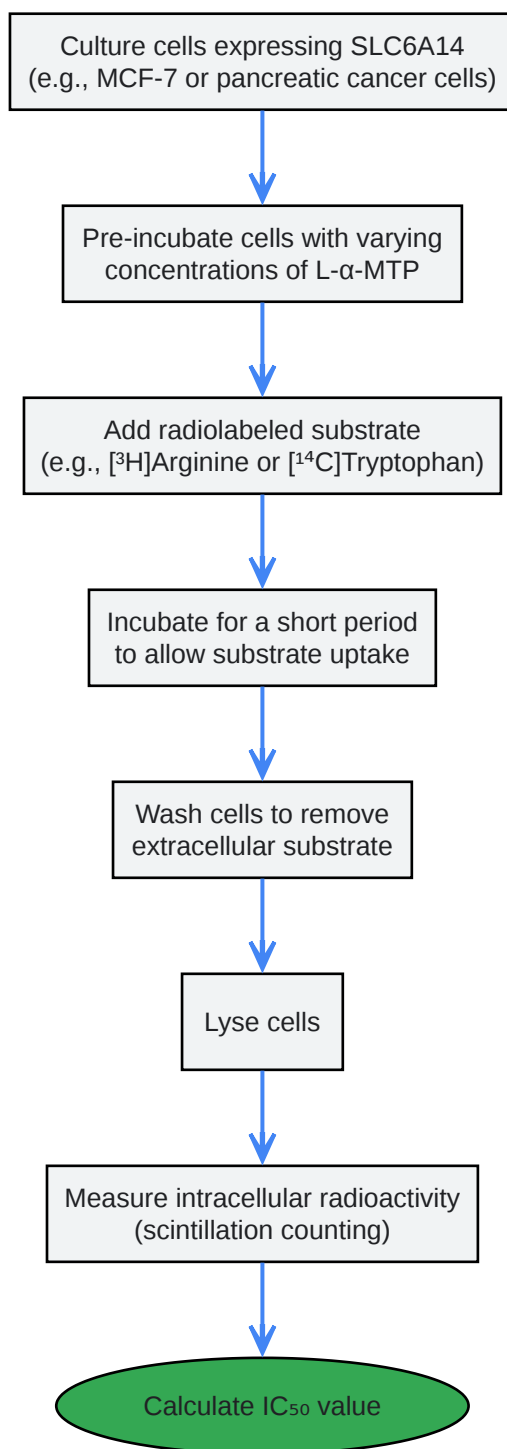 Culture cells expressing SLC6A14
(e.g., MCF-7 or pancreatic cancer cells)
Pre-incubate cells with varying
concentrations of L-α-MTP
Add radiolabeled substrate
(e.g., [³H]Arginine or [¹⁴C]Tryptophan)
Incubate for a short period
to allow substrate uptake
Wash cells to remove
extracellular substrate
Lyse cells
Measure intracellular radioactivity
(scintillation counting)
Calculate IC₅₀ value